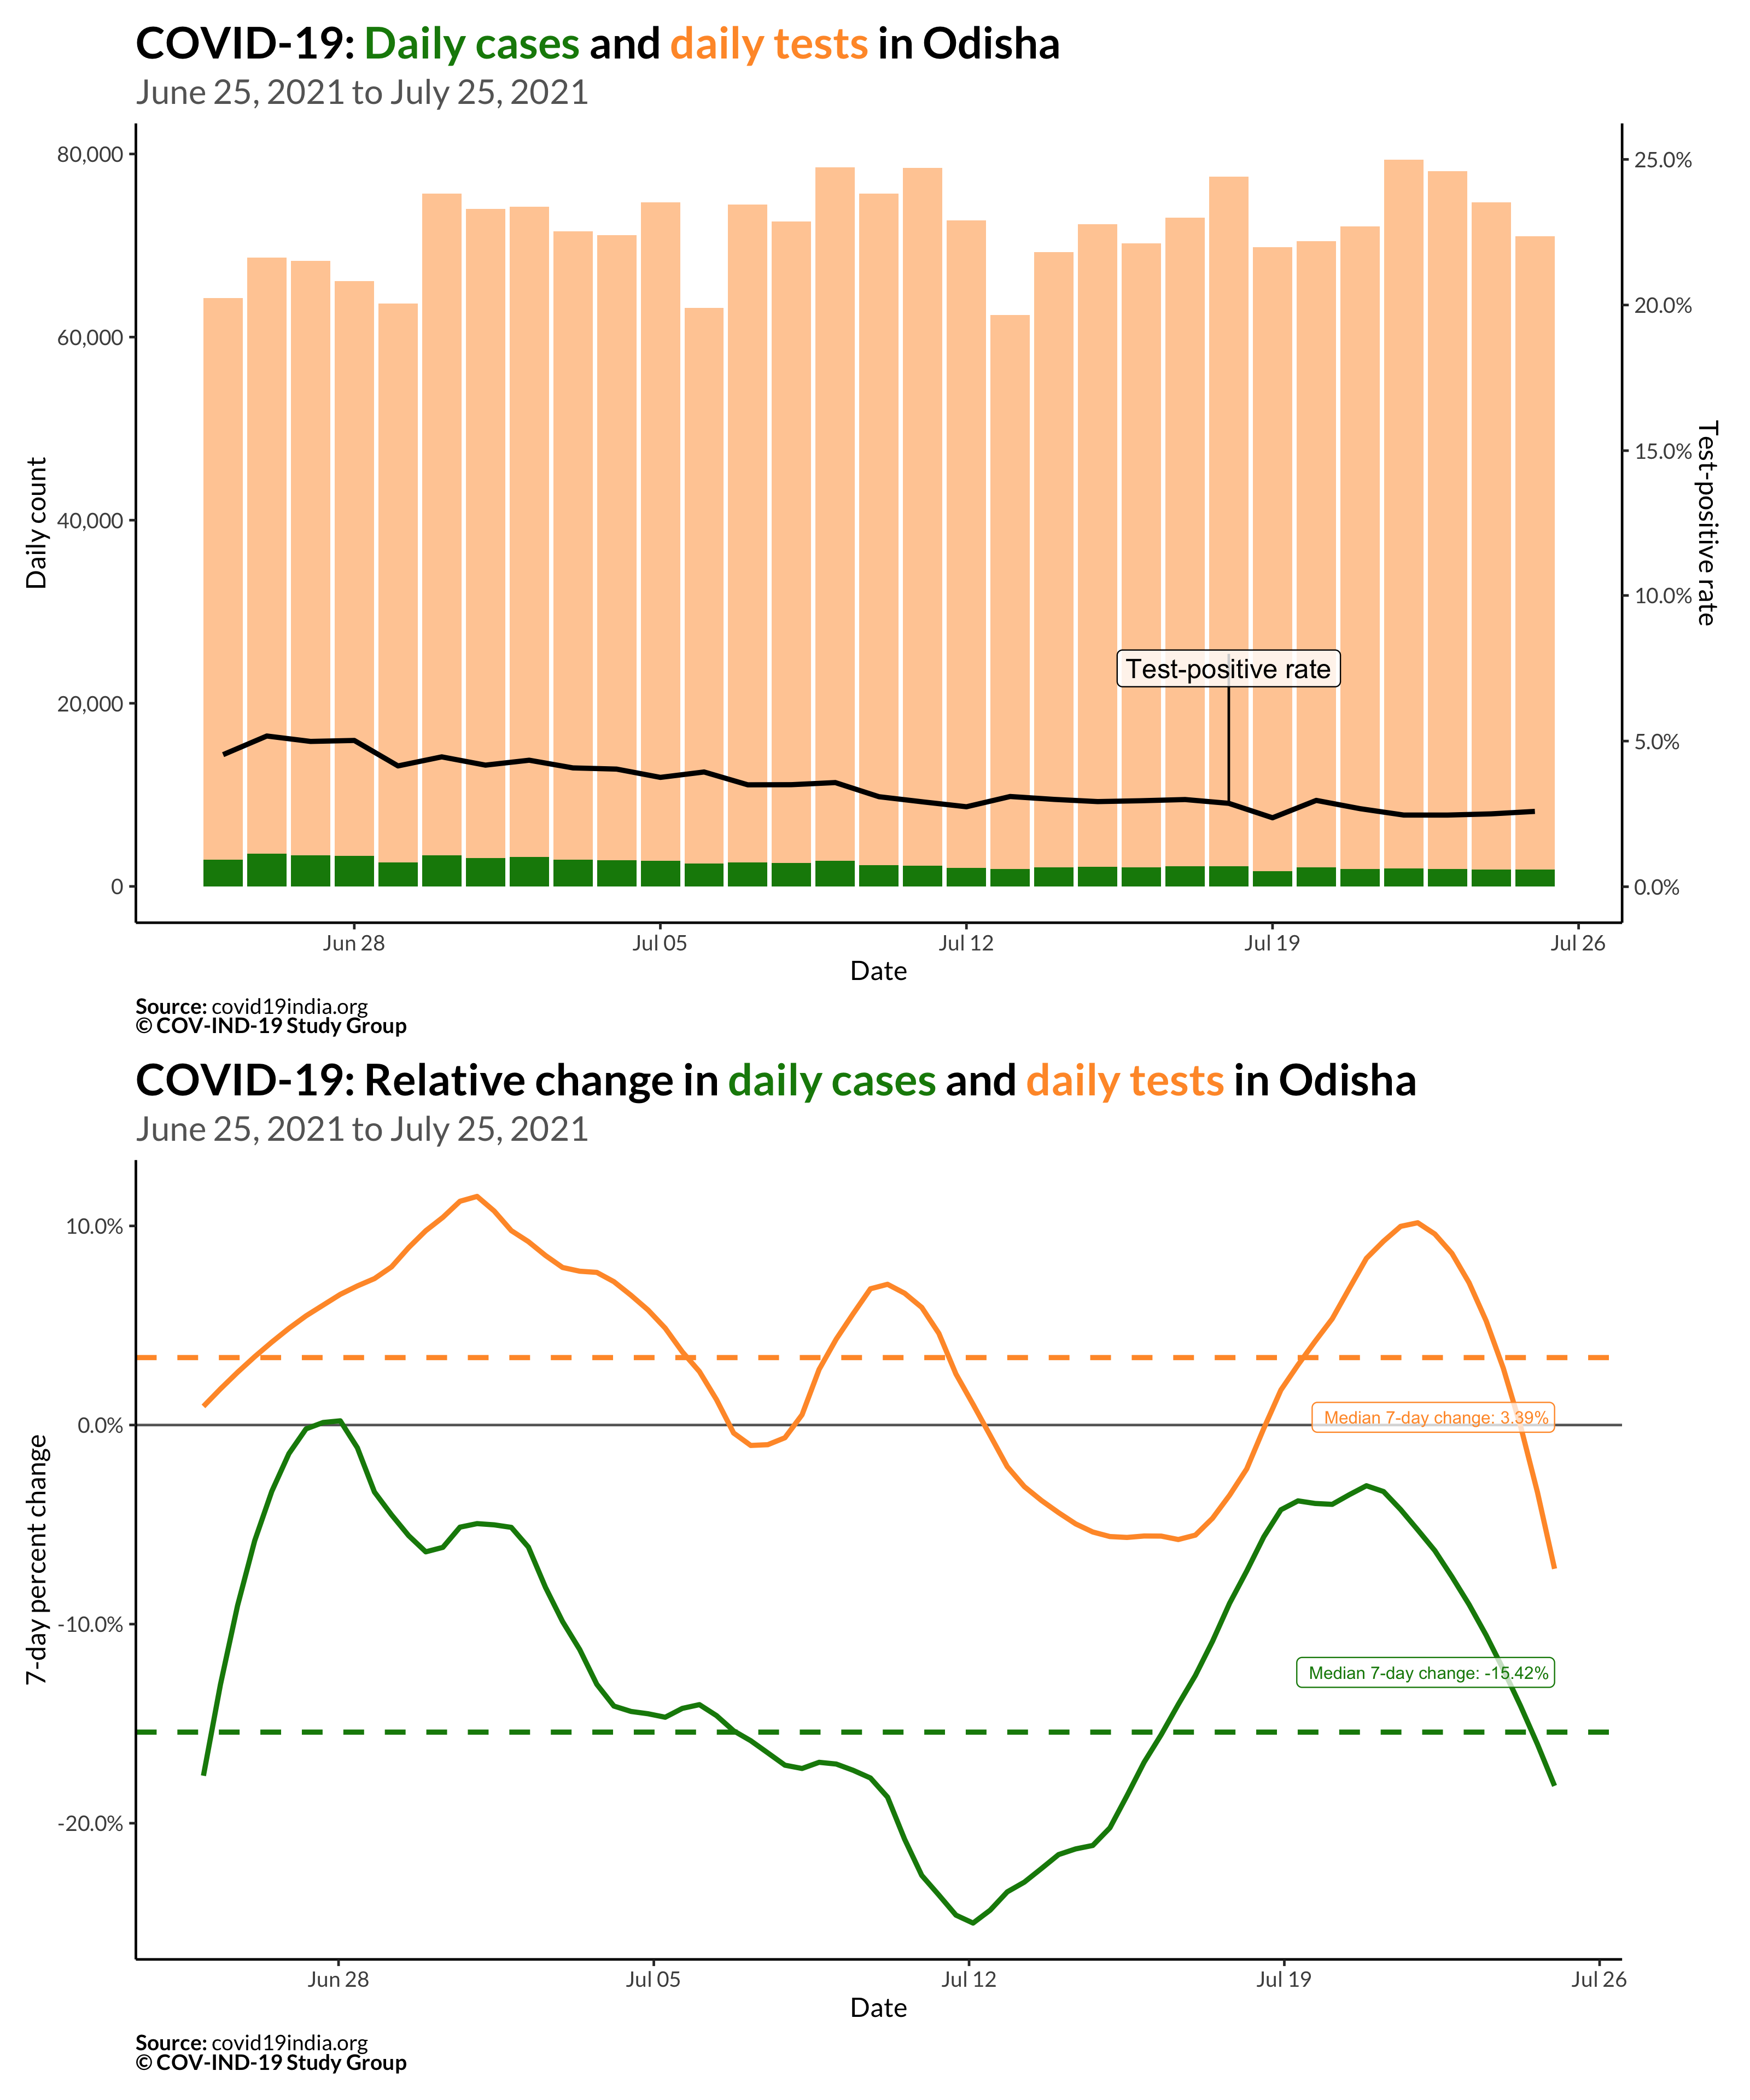 COVID-19: Daily cases and daily tests in Odisha
June 25, 2021 to July 25, 2021
80,000
60,000
40,000
20,000
0
Daily count
25.0%
20.0%
15.0%
10.0%
5.0%
0.0%
Test-positive rate
Test-positive rate
Jun 28
Jul 05
Jul 12
Jul 19
Jul 26
Date
Source: covid19india.org
© COV-IND-19 Study Group
COVID-19: Relative change in daily cases and daily tests in Odisha
June 25, 2021 to July 25, 2021
10.0%
0.0%
-10.0%
-20.0%
7-day percent change
Median 7-day change: 3.39%
Median 7-day change: -15.42%
Jun 28
Jul 05
Jul 12
Jul 19
Jul 26
Date
Source: covid19india.org
© COV-IND-19 Study Group